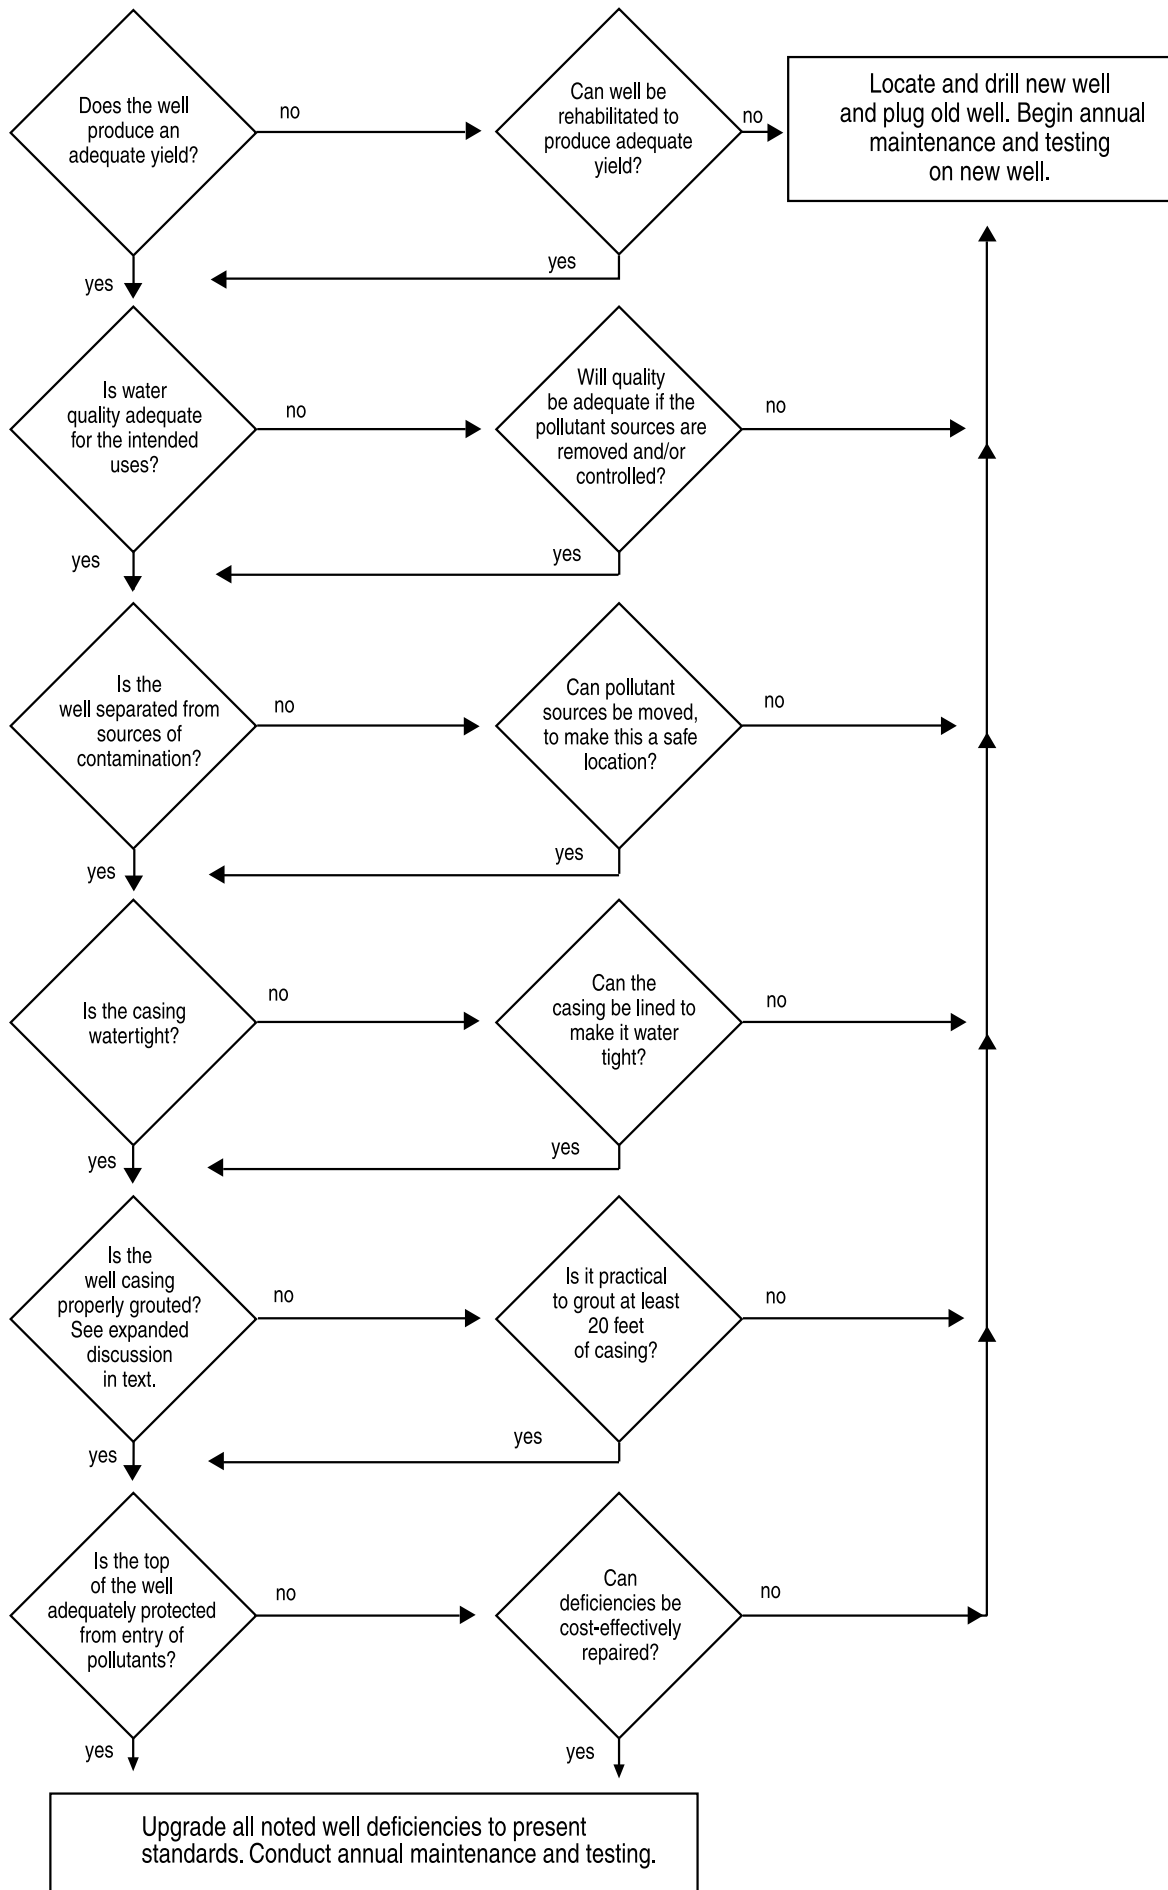 Does the well
produce an
adequate yield?
no
Can well be
rehabilitated to
produce adequate
yield?
no
Locate and drill new well
and plug old well. Begin annual
maintenance and testing
on new well.
yes
yes
Is water
quality adequate
for the intended
uses?
no
Will quality
be adequate if the
pollutant sources are
removed and/or
controlled?
no
yes
yes
Is the
well separated from
sources of
contamination?
no
Can pollutant
sources be moved,
to make this a safe
location?
no
yes
yes
Is the casing
watertight?
no
Can the
casing be lined to
make it water
tight?
no
yes
yes
Is the
well casing
properly grouted?
See expanded
discussion
in text.
no
Is it practical
to grout at least
20 feet
of casing?
no
yes
yes
Is the top
of the well
adequately protected
from entry of
pollutants?
no
Can
deficiencies be
cost-effectively
repaired?
no
yes
yes
Upgrade all noted well deficiencies to present
standards. Conduct annual maintenance and testing.